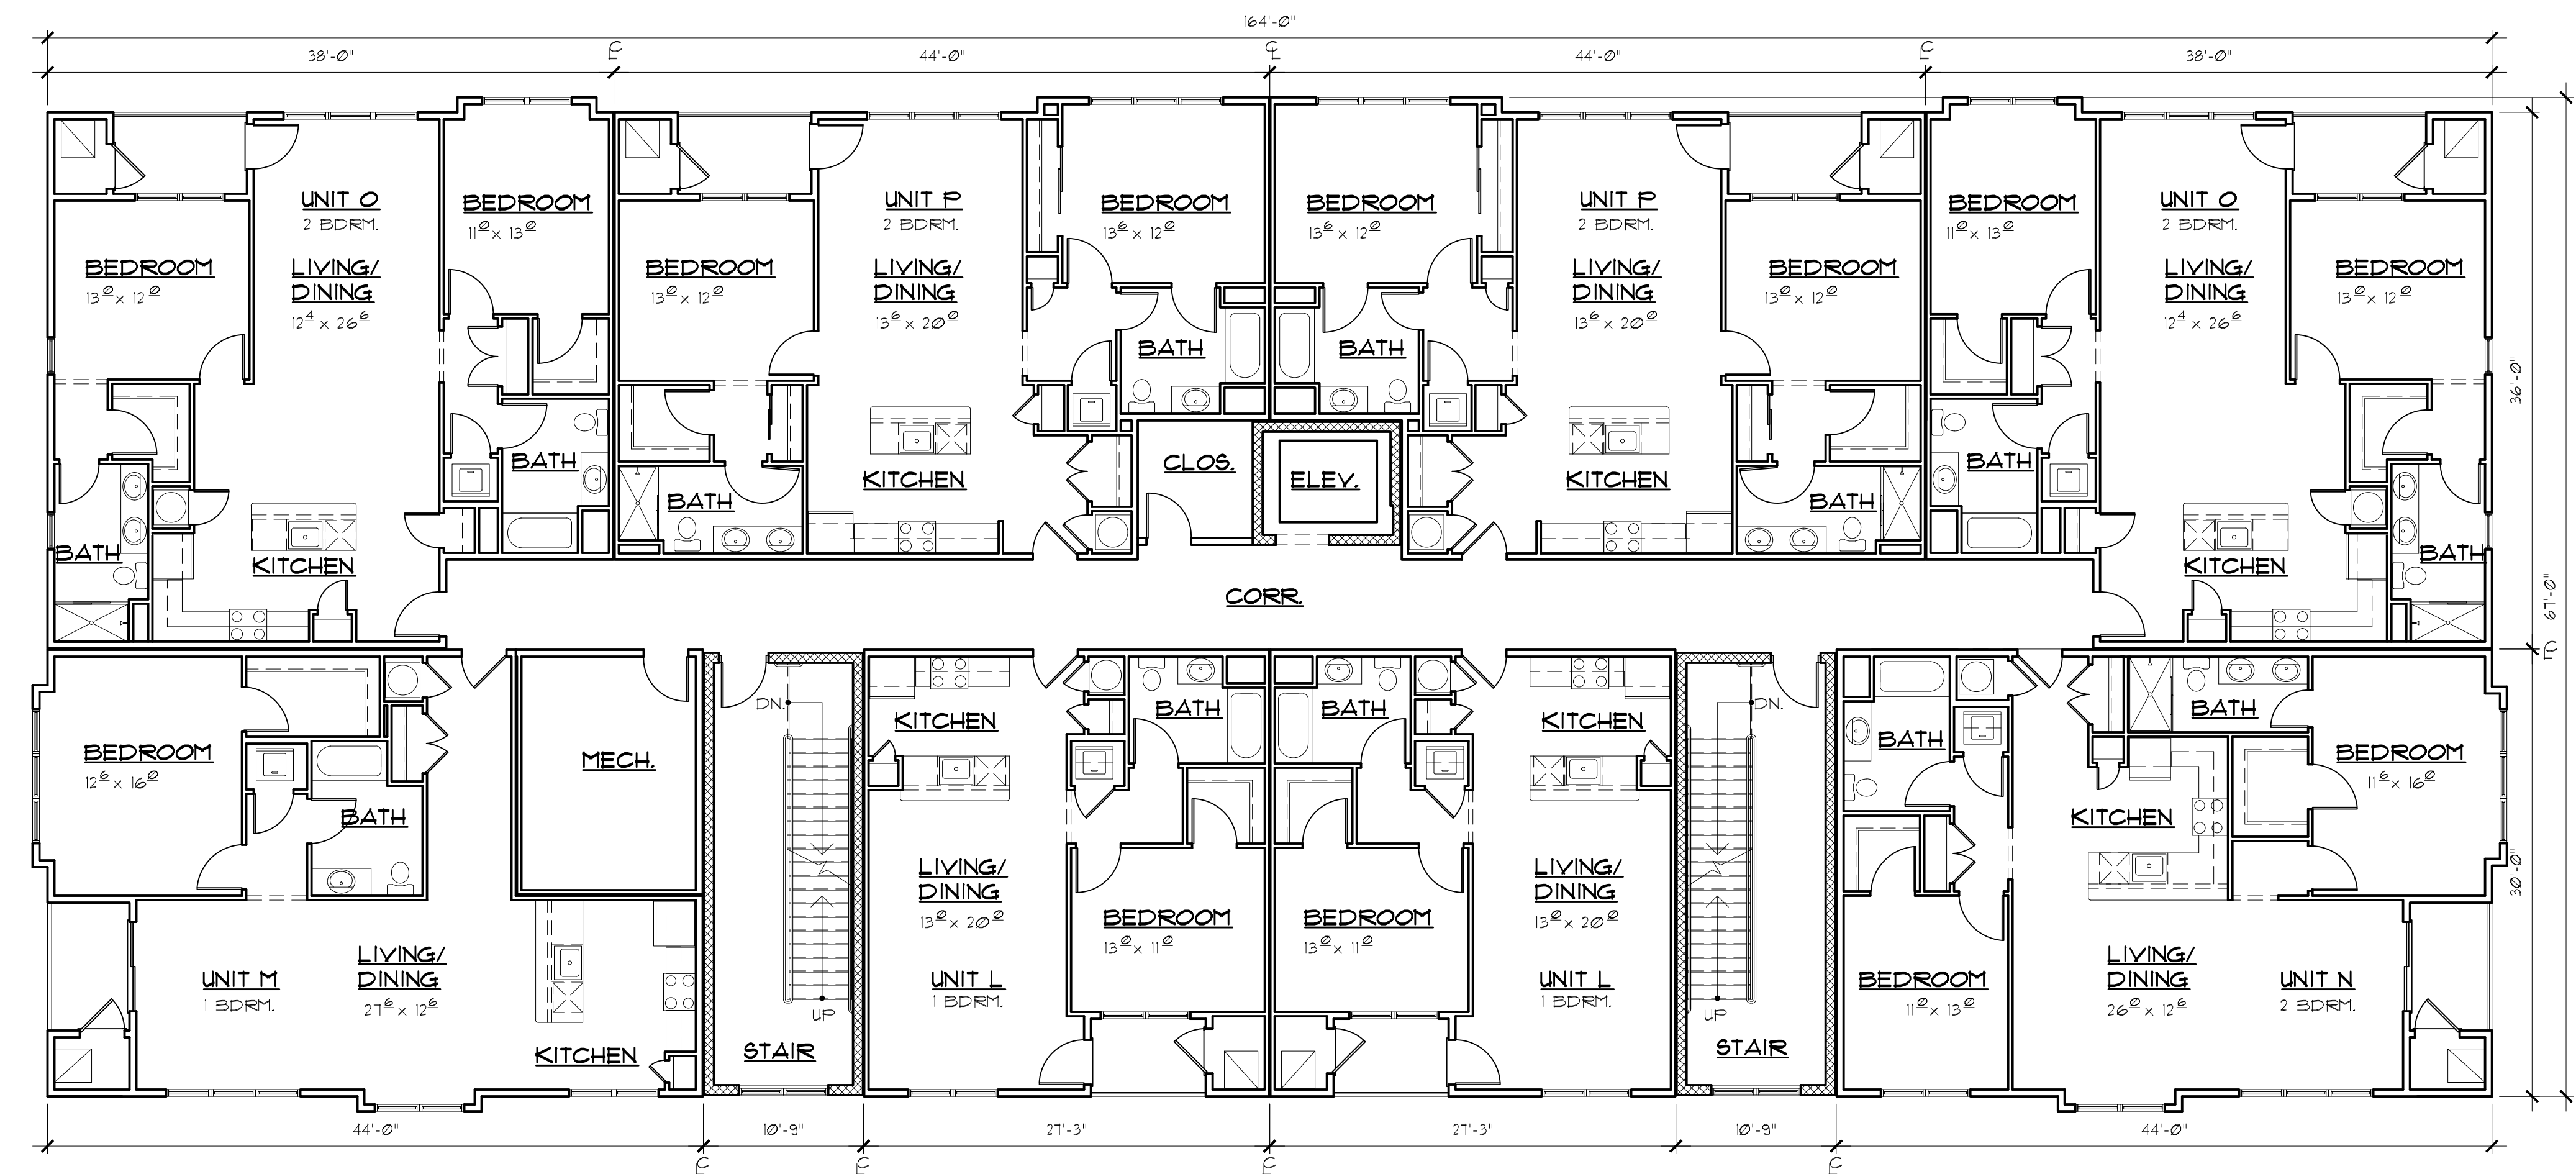 164'-0"
38'-0"
CL
44'-0"
CL
44'-0"
CL
38'-0"
UNIT O
2 BDRM.
LIVING/
DINING
12⁴ x 26⁶
BEDROOM
13⁰ x 12⁰
BEDROOM
11⁰ x 13⁰
BATH
BATH
KITCHEN
UNIT P
2 BDRM.
LIVING/
DINING
13⁶ x 20⁰
BEDROOM
13⁰ x 12⁰
BEDROOM
13⁶ x 12⁰
BATH
BATH
KITCHEN
CLOS.
ELEV.
BEDROOM
13⁶ x 12⁰
UNIT P
2 BDRM.
LIVING/
DINING
13⁶ x 20⁰
BEDROOM
13⁰ x 12⁰
BATH
KITCHEN
BATH
BEDROOM
11⁰ x 13⁰
UNIT O
2 BDRM.
LIVING/
DINING
12⁴ x 26⁶
BEDROOM
13⁰ x 12⁰
BATH
BATH
KITCHEN
36'-0"
67'-0"
CL
30'-0"
CORR.
BEDROOM
12⁶ x 16⁰
BATH
MECH.
UNIT M
1 BDRM.
LIVING/
DINING
27⁶ x 12⁶
KITCHEN
DN.
UP
STAIR
KITCHEN
BATH
LIVING/
DINING
13⁰ x 20⁰
UNIT L
1 BDRM.
BEDROOM
13⁰ x 11⁰
BATH
KITCHEN
BEDROOM
13⁰ x 11⁰
LIVING/
DINING
13⁰ x 20⁰
UNIT L
1 BDRM.
DN.
UP
STAIR
BATH
BATH
BEDROOM
11⁶ x 16⁰
KITCHEN
BEDROOM
11⁰ x 13⁰
LIVING/
DINING
26⁰ x 12⁶
UNIT N
2 BDRM.
44'-0"
CL
10'-9"
CL
27'-3"
CL
27'-3"
10'-9"
CL
44'-0"